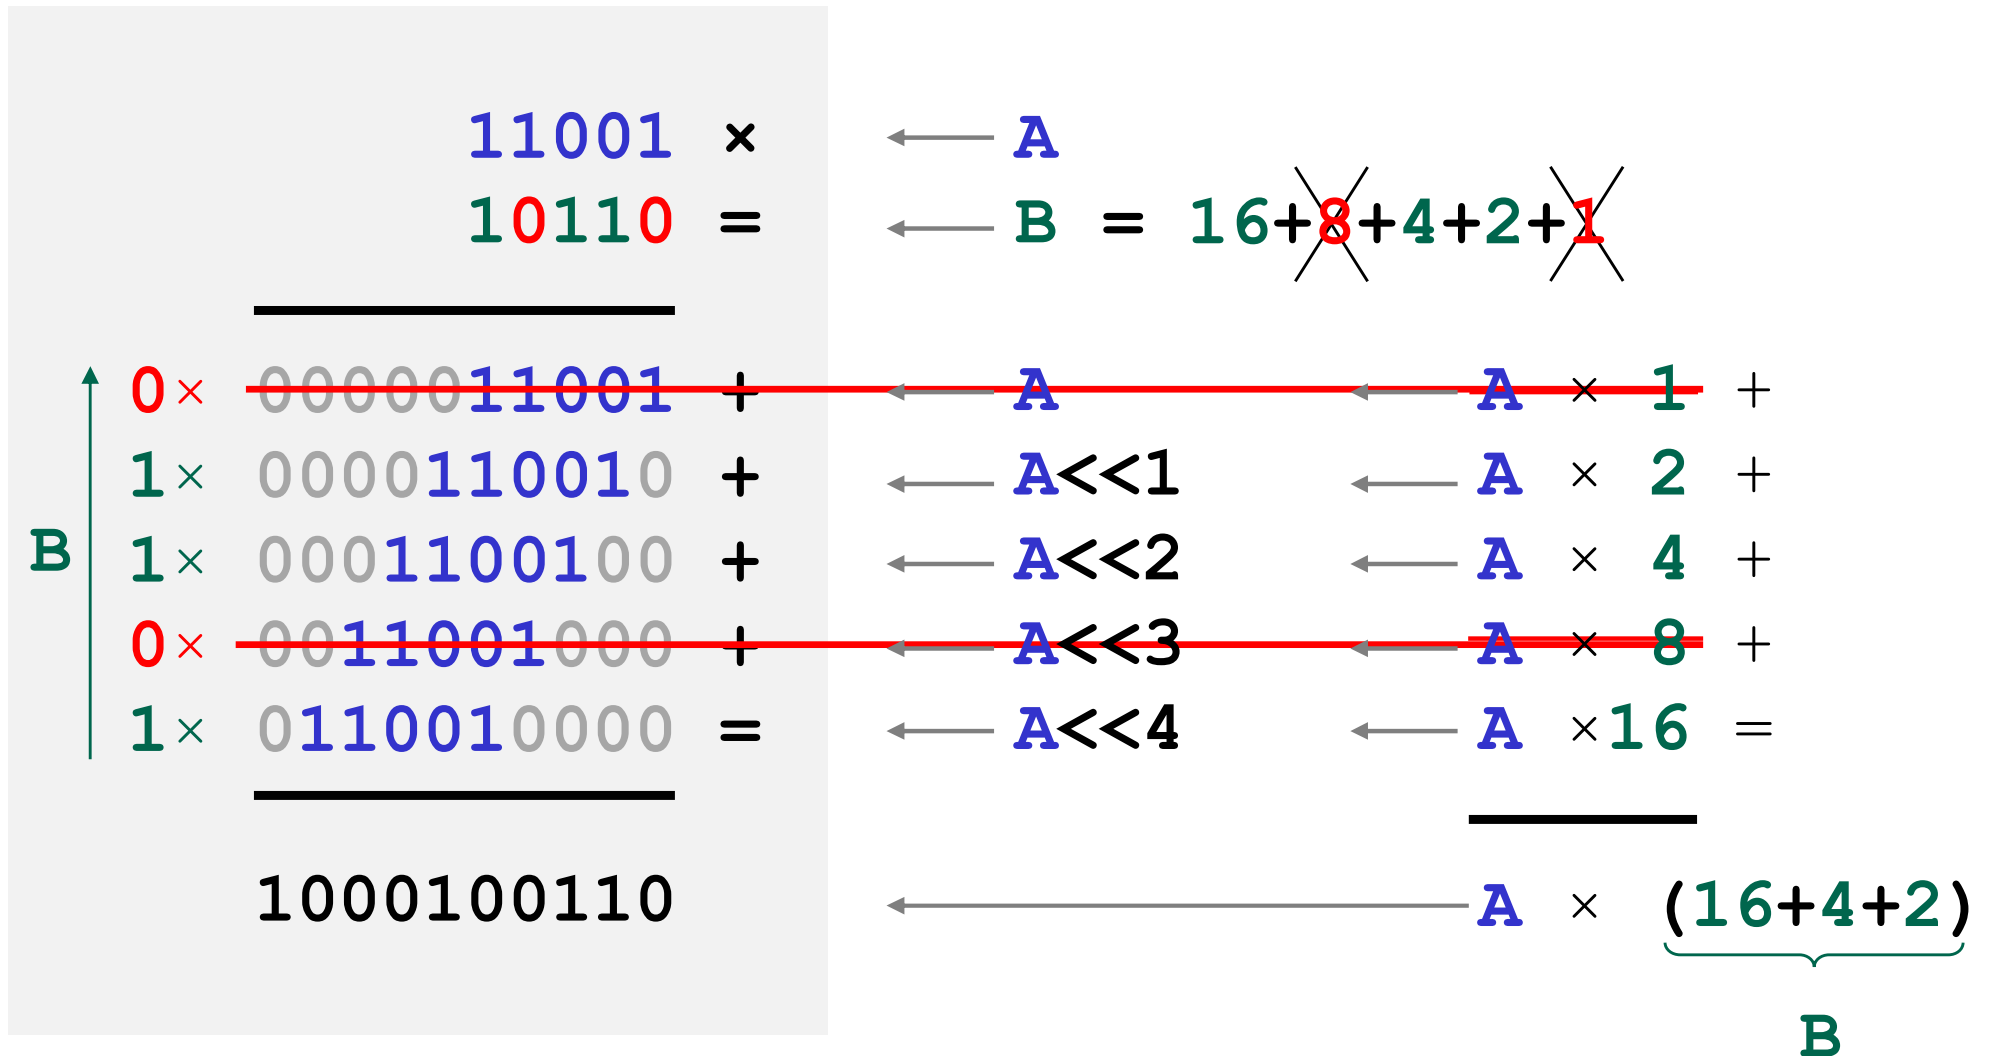 11001 × A
10110 = B = 16+8+4+2+1
0× 0000011001 + A A × 1 +
1× 0000110010 + A<<1 A × 2 +
B
1× 0001100100 + A<<2 A × 4 +
0× 0011001000 + A<<3 A × 8 +
1× 0110010000 = A<<4 A ×16 =
1000100110 A × (16+4+2)
B